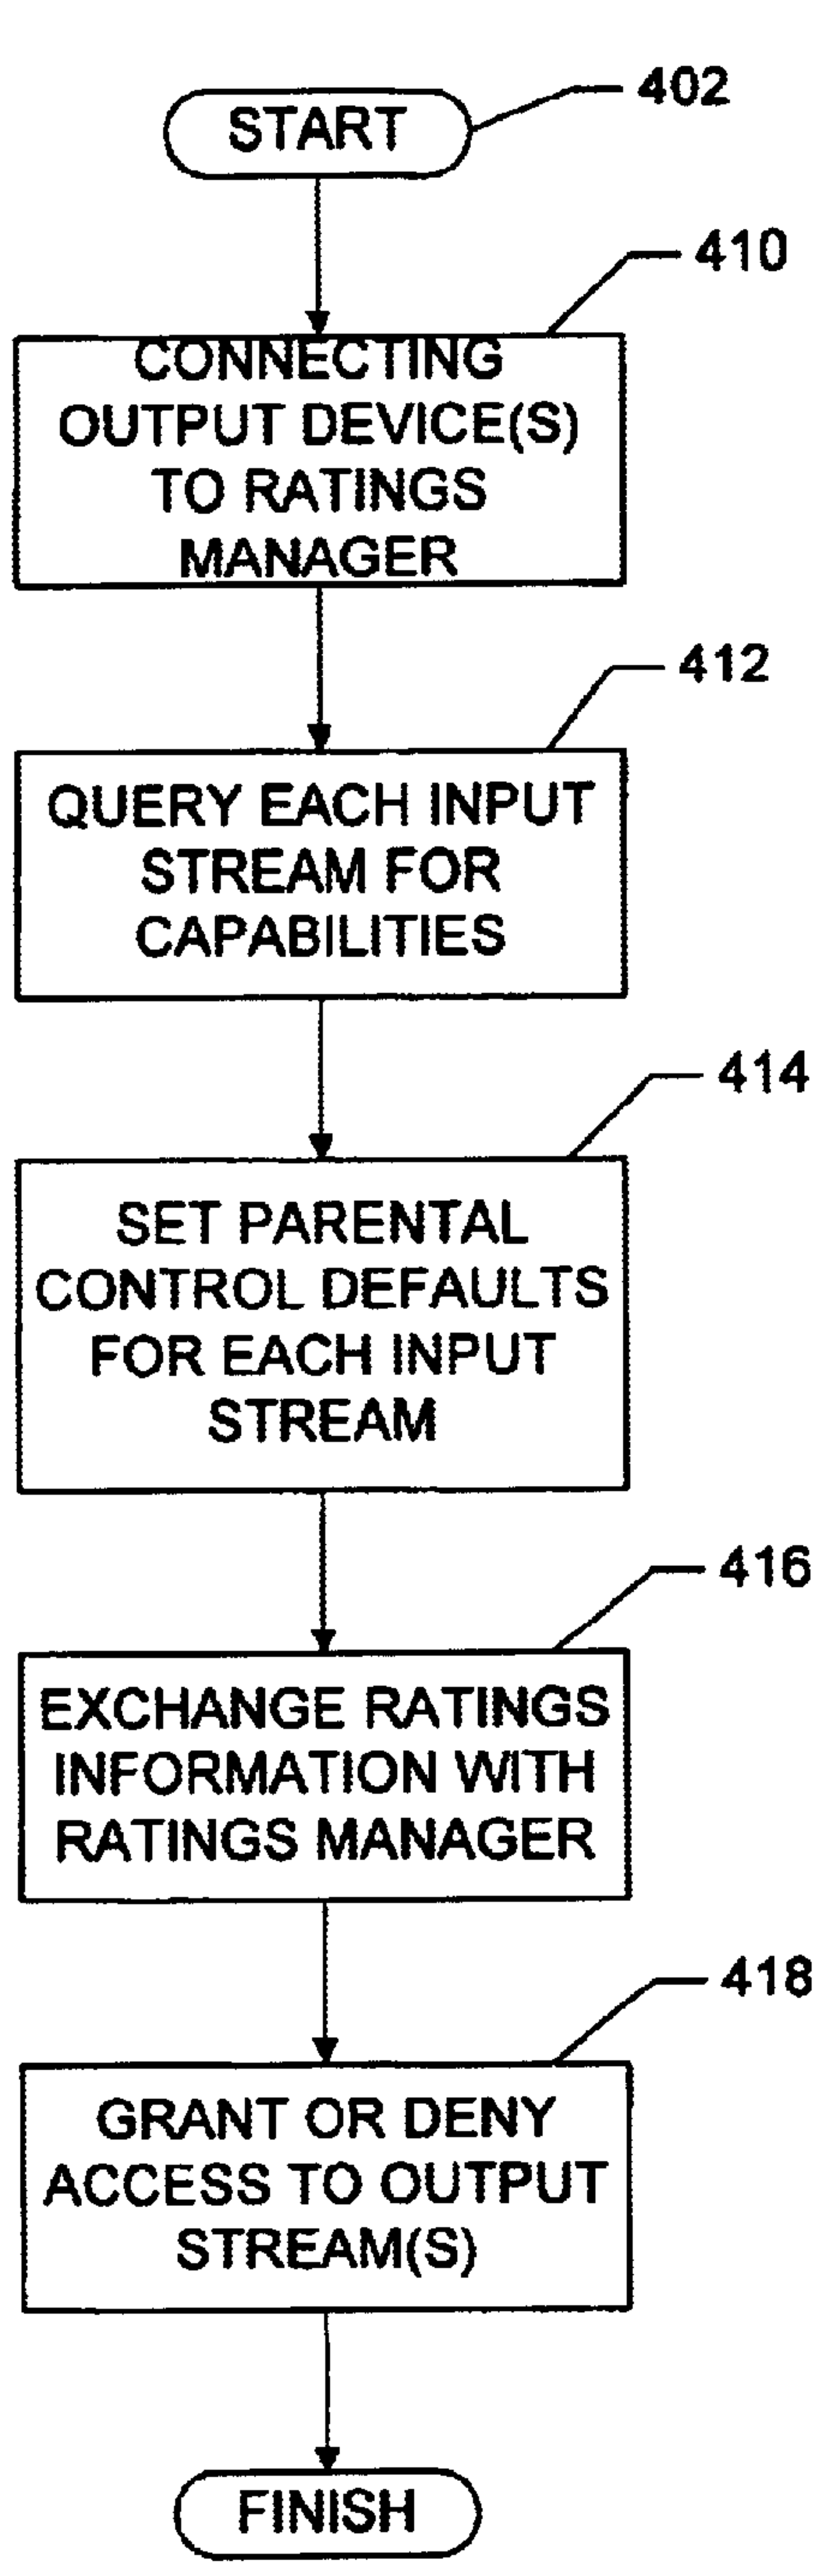 START
402
410
CONNECTING
OUTPUT DEVICE(S)
TO RATINGS
MANAGER
412
QUERY EACH INPUT
STREAM FOR
CAPABILITIES
414
SET PARENTAL
CONTROL DEFAULTS
FOR EACH INPUT
STREAM
416
EXCHANGE RATINGS
INFORMATION WITH
RATINGS MANAGER
418
GRANT OR DENY
ACCESS TO OUTPUT
STREAM(S)
FINISH